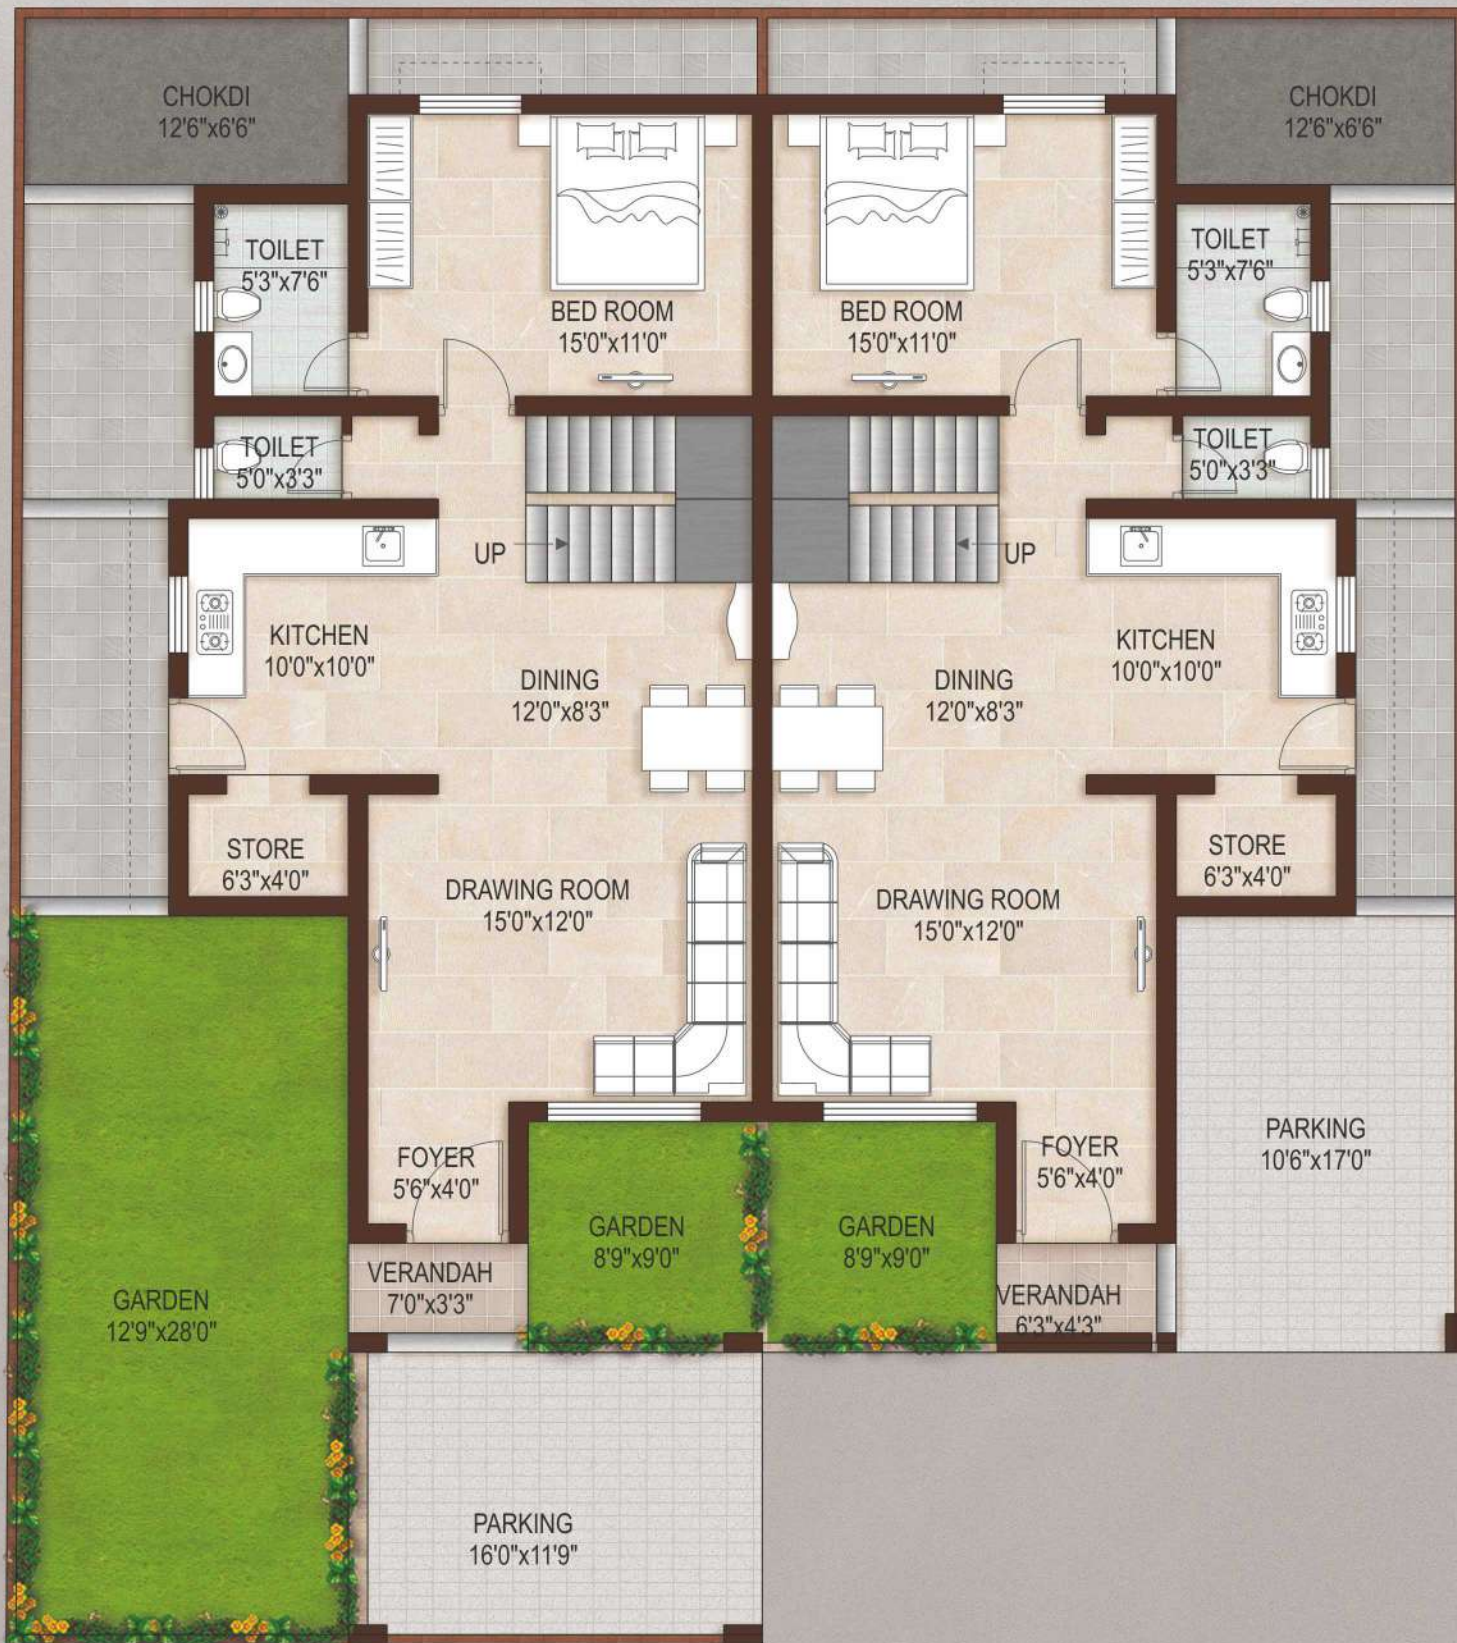 CHOKDI
12'6"x6'6"
CHOKDI
12'6"x6'6"
TOILET
5'3"x7'6"
TOILET
5'3"x7'6"
BED ROOM
15'0"x11'0"
BED ROOM
15'0"x11'0"
TOILET
5'0"x3'3"
TOILET
5'0"x3'3"
UP
UP
KITCHEN
10'0"x10'0"
DINING
12'0"x8'3"
DINING
12'0"x8'3"
KITCHEN
10'0"x10'0"
STORE
6'3"x4'0"
DRAWING ROOM
15'0"x12'0"
DRAWING ROOM
15'0"x12'0"
STORE
6'3"x4'0"
FOYER
5'6"x4'0"
FOYER
5'6"x4'0"
PARKING
10'6"x17'0"
GARDEN
8'9"x9'0"
GARDEN
8'9"x9'0"
GARDEN
12'9"x28'0"
VERANDAH
7'0"x3'3"
VERANDAH
6'3"x4'3"
PARKING
16'0"x11'9"